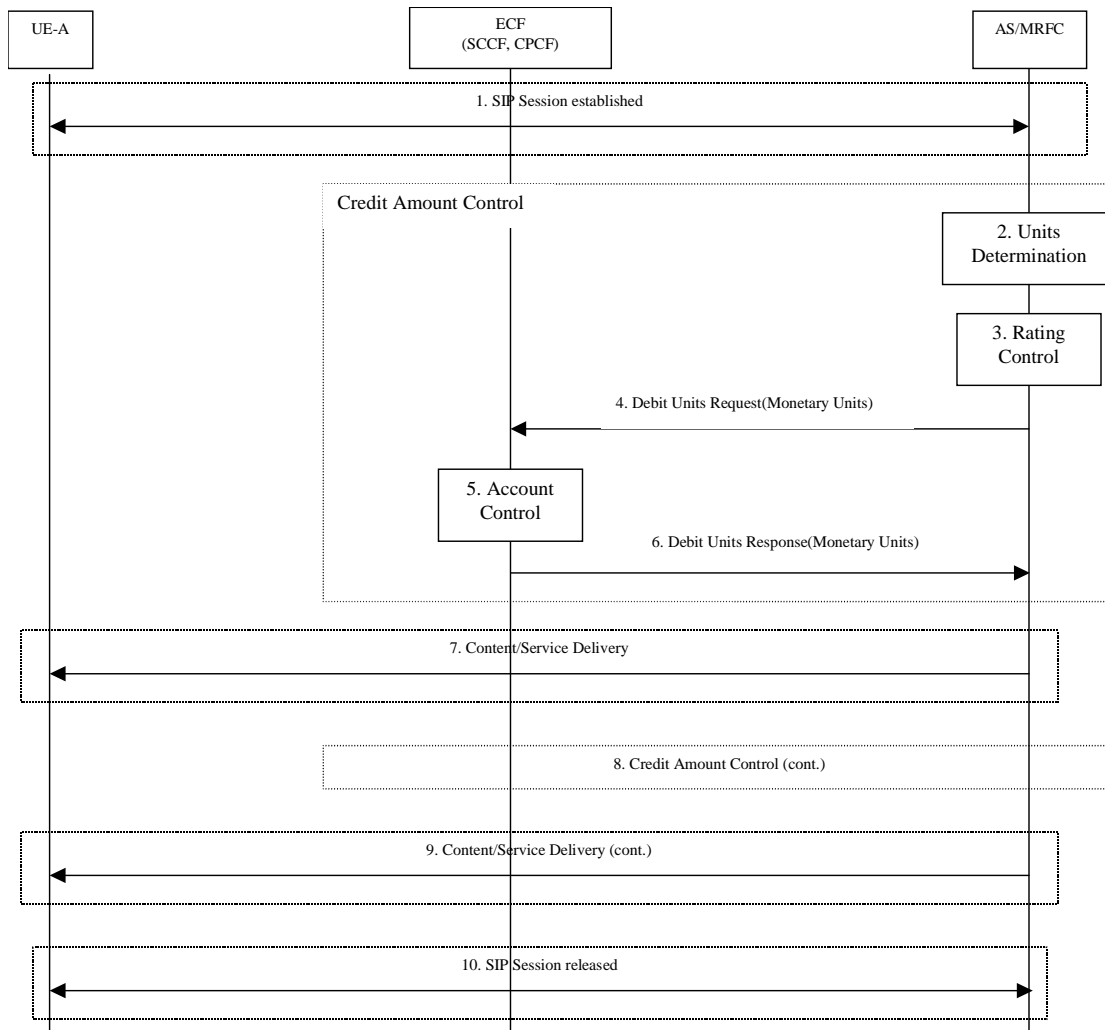 UE-A
ECF
(SCCF, CPCF)
AS/MRFC
1. SIP Session established
Credit Amount Control
2. Units
Determination
3. Rating
Control
4. Debit Units Request(Monetary Units)
5. Account
Control
6. Debit Units Response(Monetary Units)
7. Content/Service Delivery
8. Credit Amount Control (cont.)
9. Content/Service Delivery (cont.)
10. SIP Session released